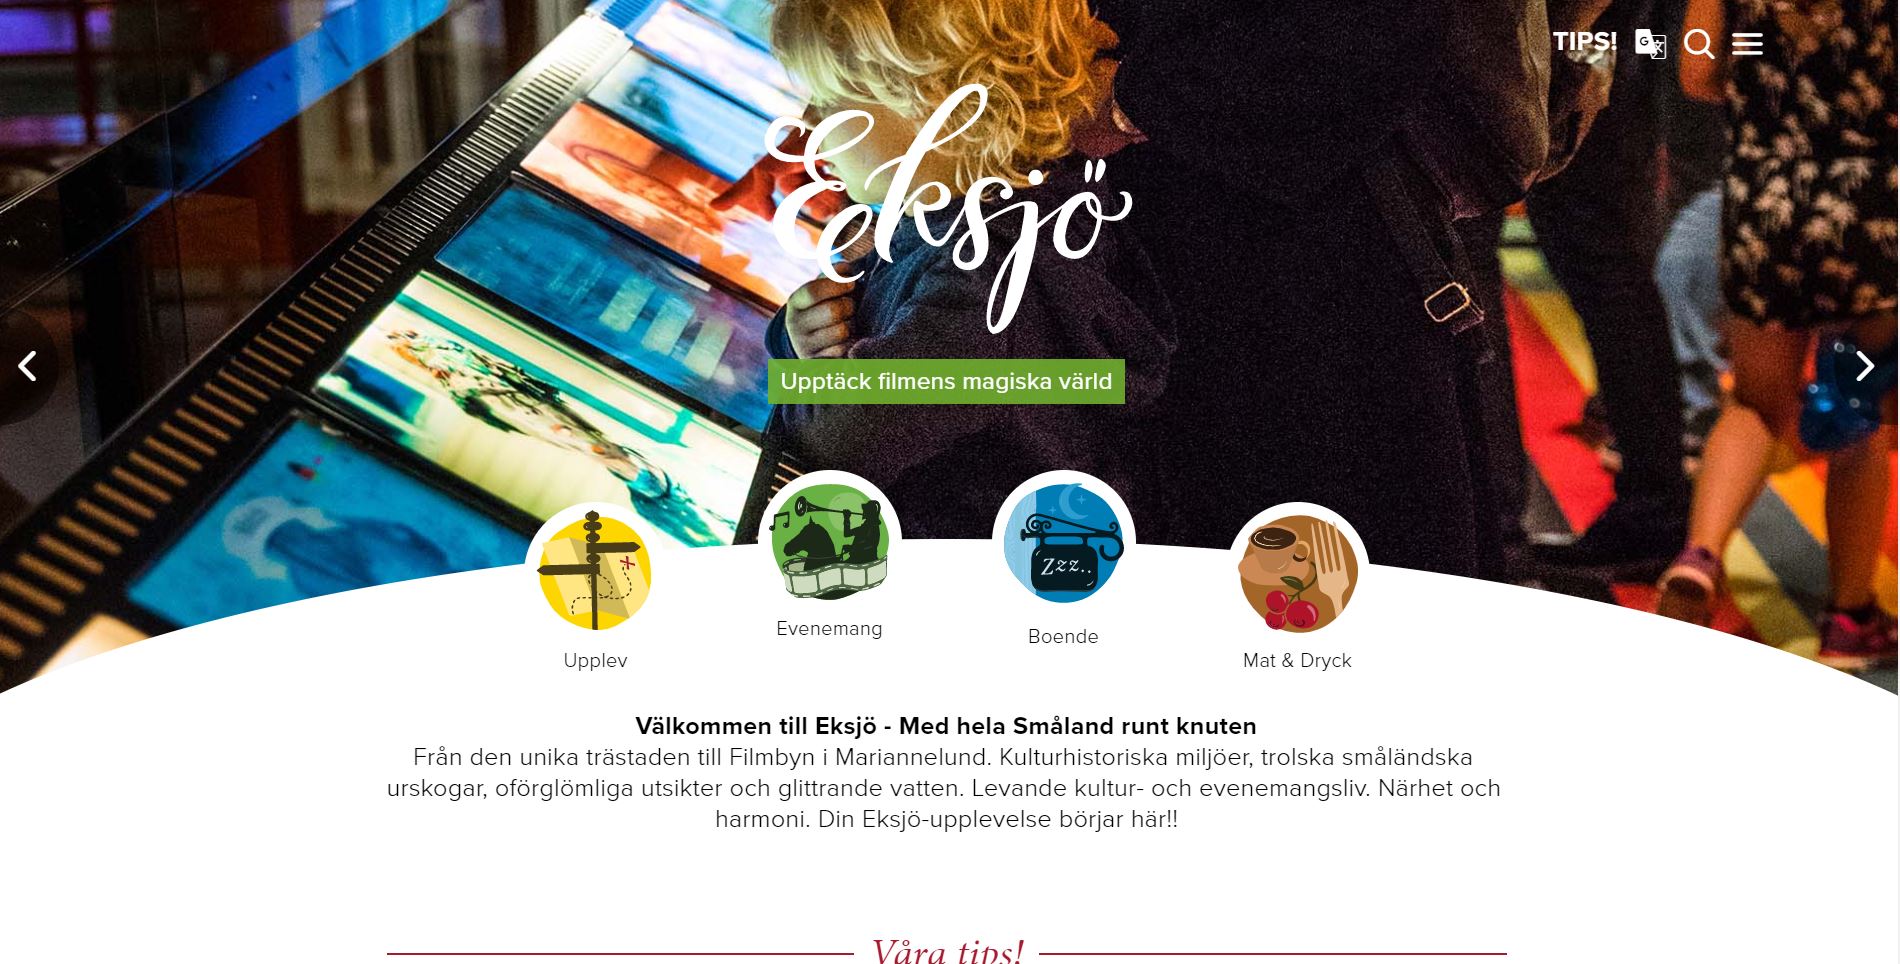 TIPS!
G
Eksjö
Upptäck filmens magiska värld
Zzz..
Upplev
Evenemang
Boende
Mat & Dryck
Välkommen till Eksjö - Med hela Småland runt knuten
Från den unika trästaden till Filmbyn i Mariannelund. Kulturhistoriska miljöer, trolska småländska
urskogar, oförglömliga utsikter och glittrande vatten. Levande kultur- och evenemangsliv. Närhet och
harmoni. Din Eksjö-upplevelse börjar här!!
Våra tips!